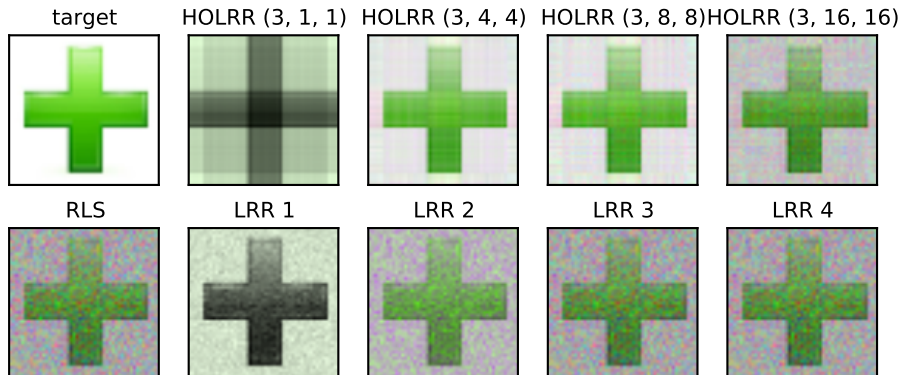 target HOLRR (3, 1, 1) HOLRR (3, 4, 4) HOLRR (3, 8, 8) HOLRR (3, 16, 16)
RLS LRR 1 LRR 2 LRR 3 LRR 4